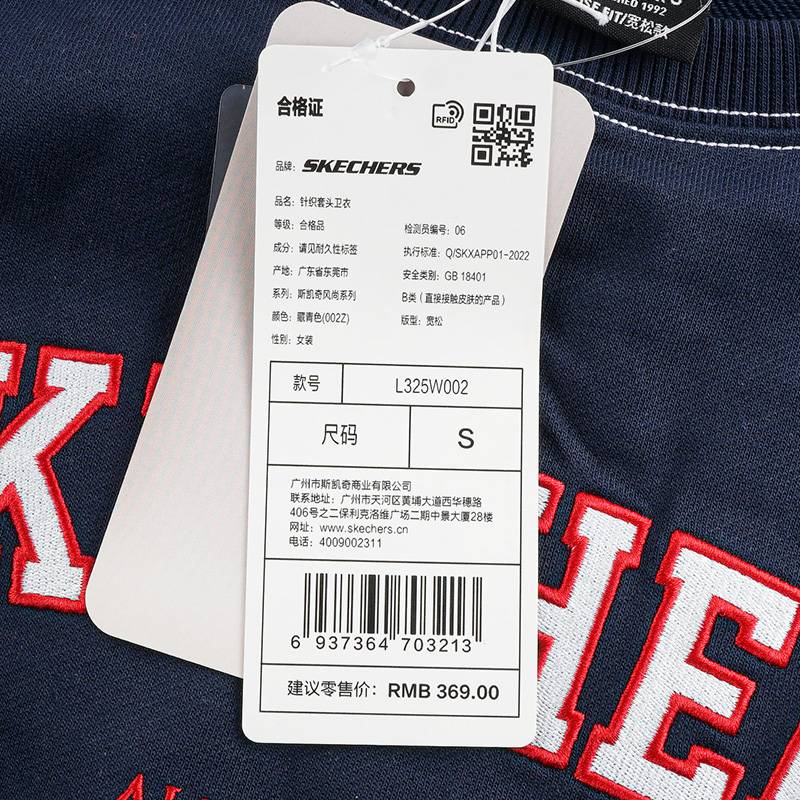 1992
FIT/宽松款
合格证
RFID
品牌: SKECHERS
品名: 针织套头卫衣
等级: 合格品
检测员编号: 06
成分: 请见耐久性标签
执行标准: Q/SKXAPP01-2022
产地: 广东省东莞市
安全类别: GB 18401
系列: 斯凯奇风尚系列
B类 (直接接触皮肤的产品)
颜色: 藏青色(002Z)
版型: 宽松
性别: 女装
款号 L325W002
尺码 S
广州市斯凯奇商业有限公司
联系地址: 广州市天河区黄埔大道西华穗路
406号之二保利克洛维广场二期中景大厦28楼
网址: www.skechers.cn
电话: 4009002311
6 937364 703213
建议零售价: RMB 369.00
K
HE